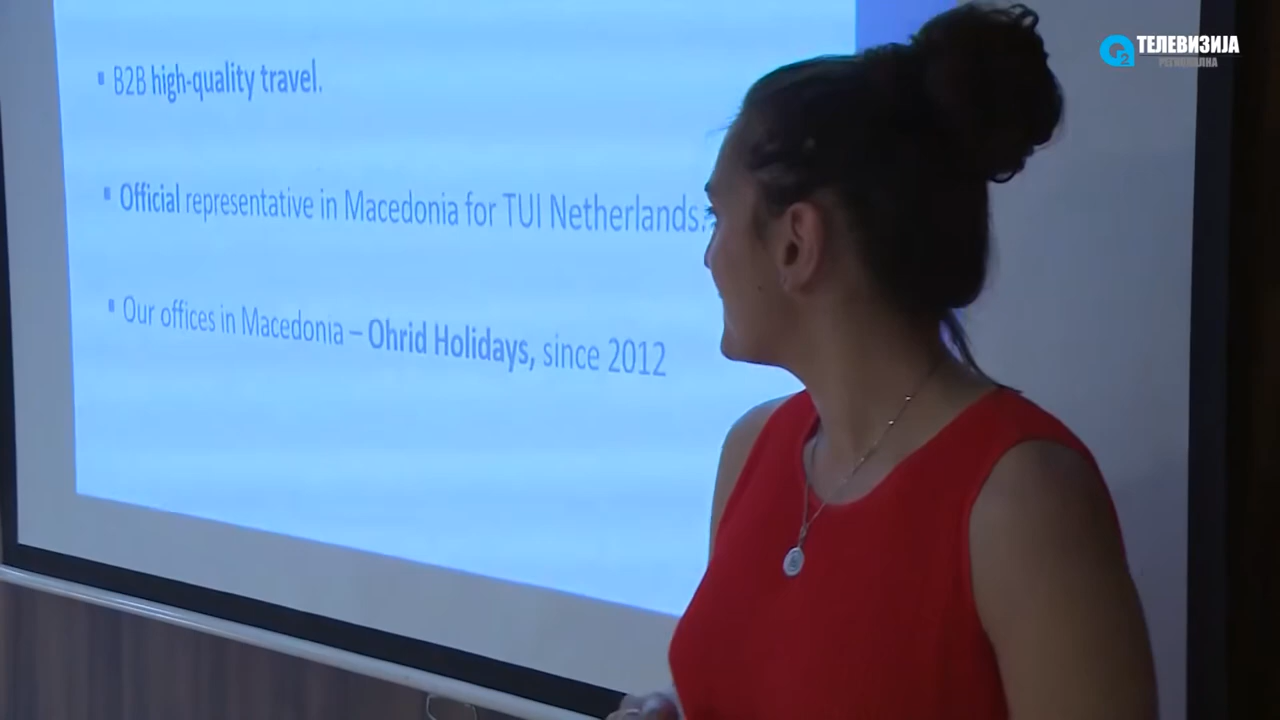 B2B high-quality travel.
Official representative in Macedonia for TUI Netherlands.
Our offices in Macedonia – Ohrid Holidays, since 2012
Q2 ТЕЛЕВИЗИЈА
РЕГИОНАЛНА